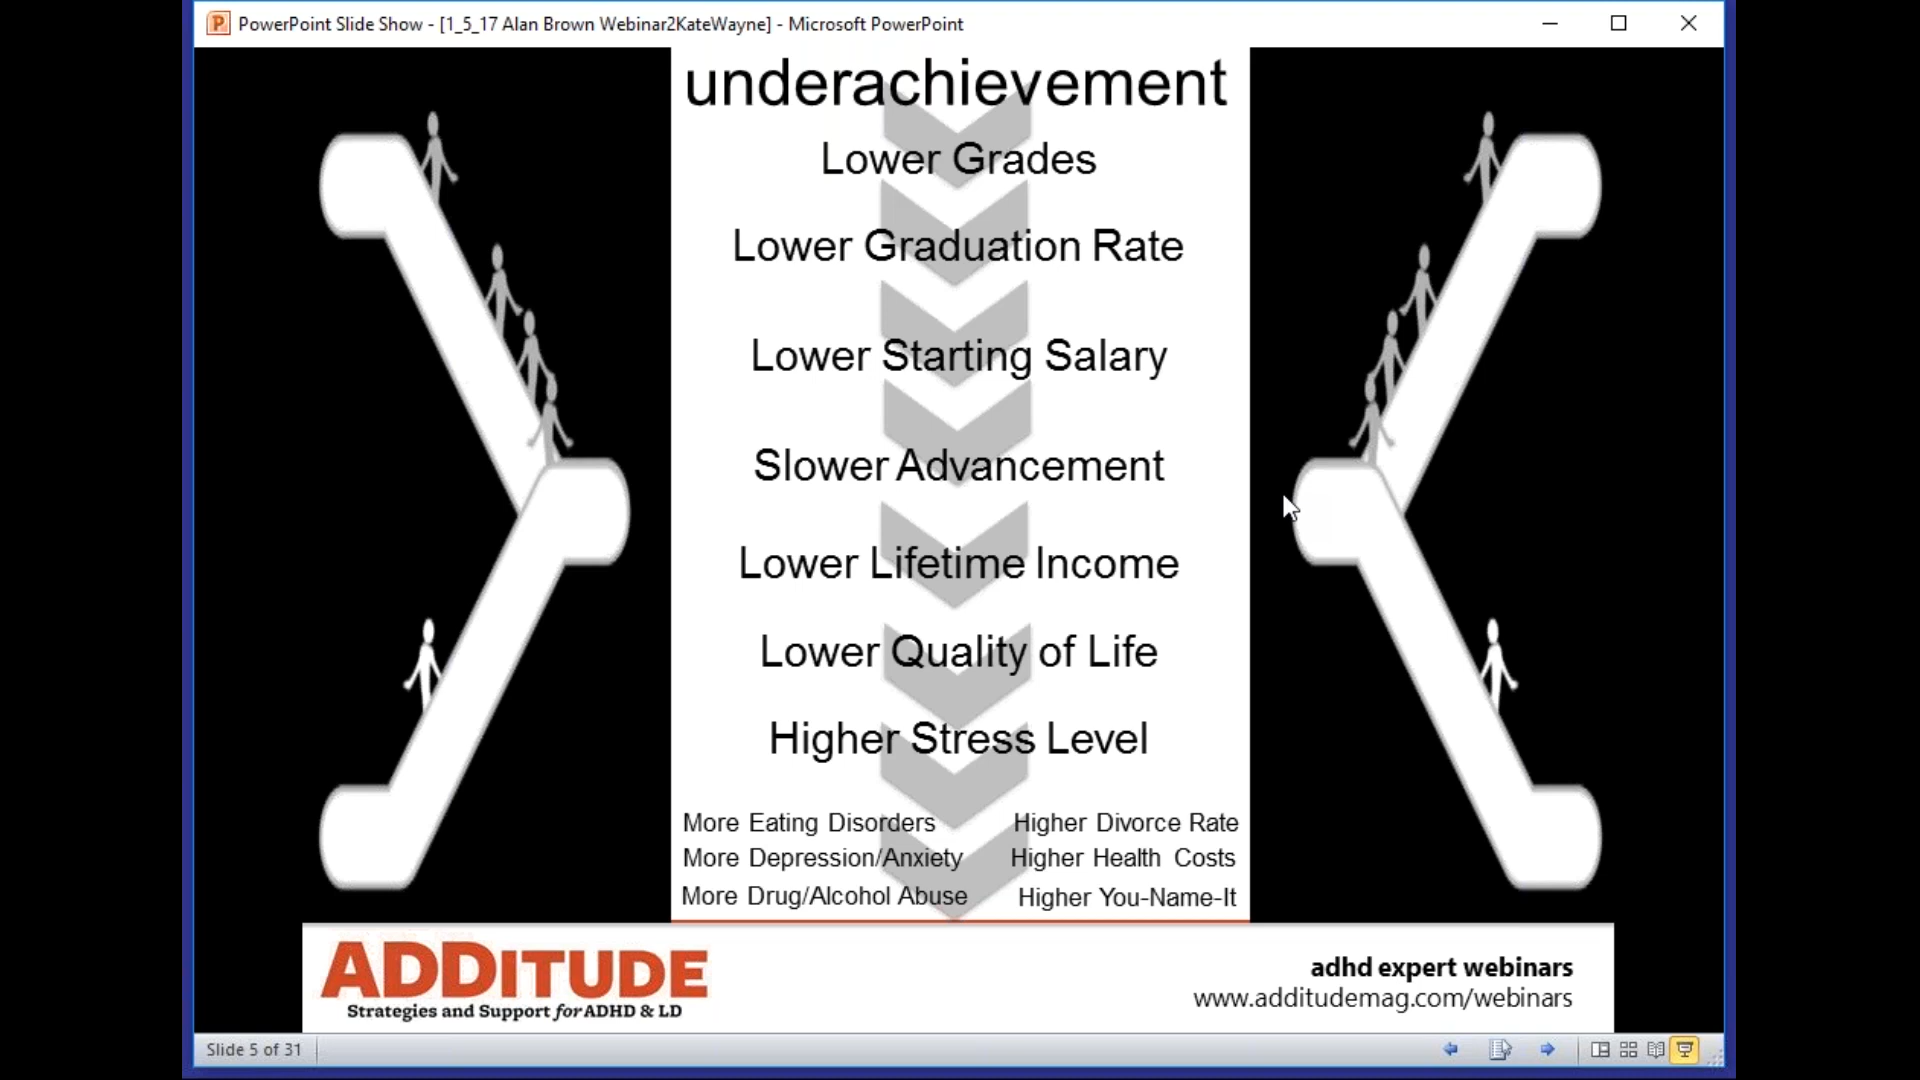 PowerPoint Slide Show - [1_5_17 Alan Brown Webinar2KateWayne] - Microsoft PowerPoint
underachievement
Lower Grades
Lower Graduation Rate
Lower Starting Salary
Slower Advancement
Lower Lifetime Income
Lower Quality of Life
Higher Stress Level
More Eating Disorders Higher Divorce Rate
More Depression/Anxiety Higher Health Costs
More Drug/Alcohol Abuse Higher You-Name-It
ADDITUDE
Strategies and Support for ADHD & LD
adhd expert webinars
www.additudemag.com/webinars
Slide 5 of 31